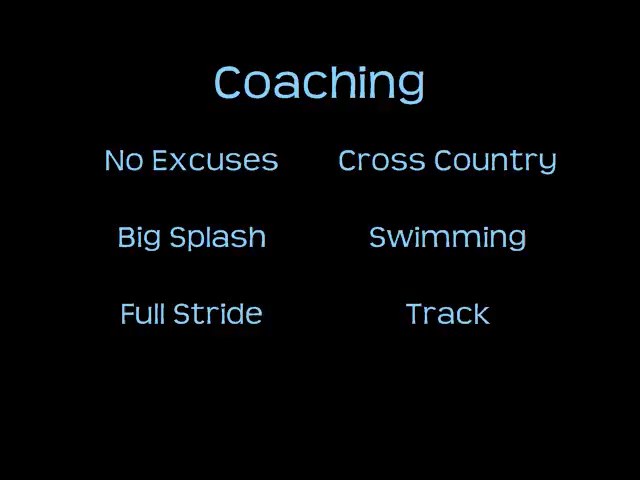 Coaching
No Excuses Cross Country
Big Splash Swimming
Full Stride Track